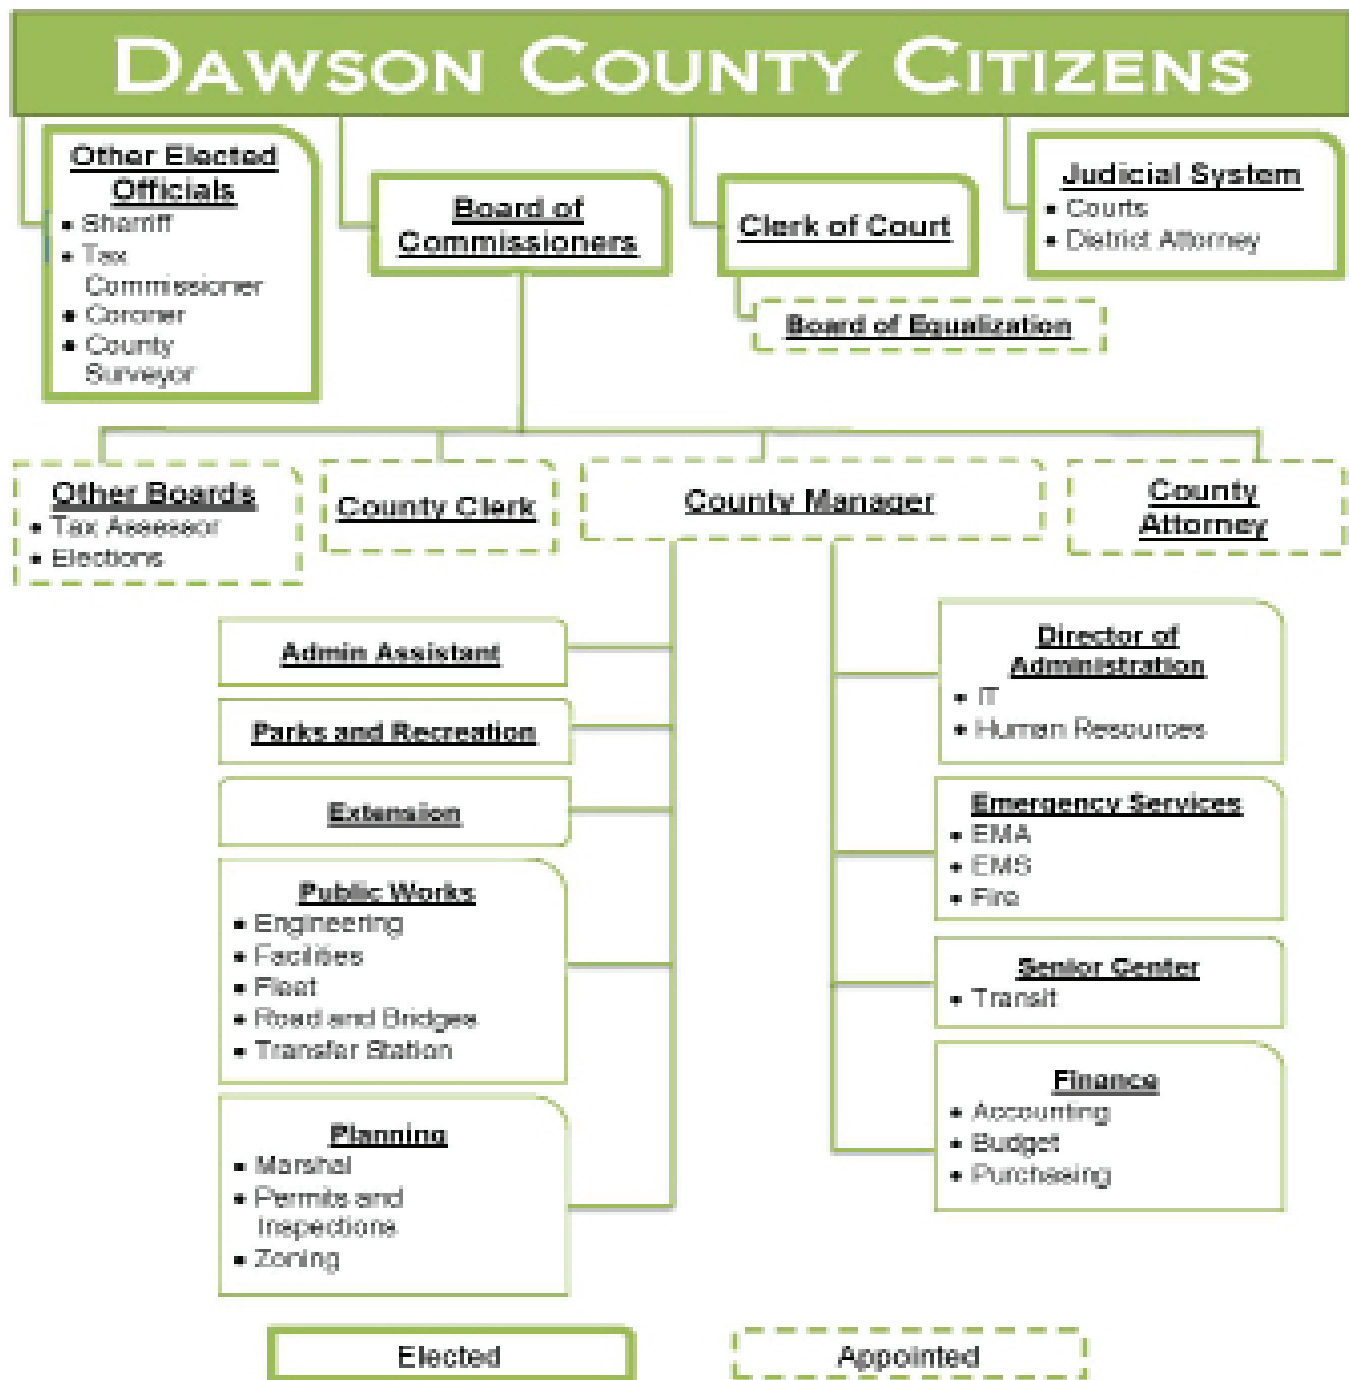 DAWSON COUNTY CITIZENS
Other Elected
Officials
• Sherriff
• Tax
Commissioner
• Coroner
• County
Surveyor
Board of
Commissioners
Clerk of Court
Judicial System
• Courts
• District Attorney
Board of Equalization
Other Boards
• Tax Assessor
• Elections
County Clerk
County Manager
County
Attorney
Admin Assistant
Parks and Recreation
Extension
Public Works
• Engineering
• Facilities
• Fleet
• Road and Bridges
• Transfer Station
Planning
• Marshal
• Permits and
Inspections
• Zoning
Director of
Administration
• IT
• Human Resources
Emergency Services
• EMA
• EMS
• Fire
Senior Center
• Transit
Finance
• Accounting
• Budget
• Purchasing
Elected
Appointed